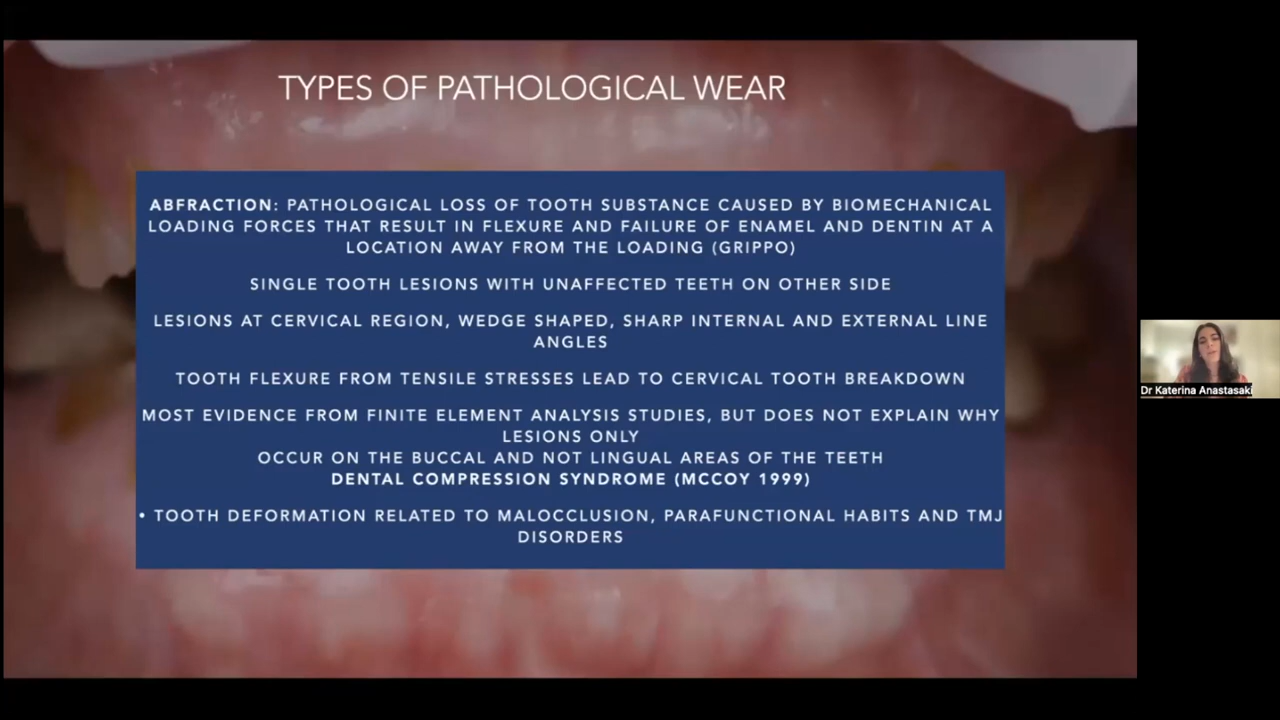 TYPES OF PATHOLOGICAL WEAR
ABFRACTION: PATHOLOGICAL LOSS OF TOOTH SUBSTANCE CAUSED BY BIOMECHANICAL
LOADING FORCES THAT RESULT IN FLEXURE AND FAILURE OF ENAMEL AND DENTIN AT A
LOCATION AWAY FROM THE LOADING (GRIPPO)
SINGLE TOOTH LESIONS WITH UNAFFECTED TEETH ON OTHER SIDE
LESIONS AT CERVICAL REGION, WEDGE SHAPED, SHARP INTERNAL AND EXTERNAL LINE
ANGLES
TOOTH FLEXURE FROM TENSILE STRESSES LEAD TO CERVICAL TOOTH BREAKDOWN
MOST EVIDENCE FROM FINITE ELEMENT ANALYSIS STUDIES, BUT DOES NOT EXPLAIN WHY
LESIONS ONLY
OCCUR ON THE BUCCAL AND NOT LINGUAL AREAS OF THE TEETH
DENTAL COMPRESSION SYNDROME (MCCOY 1999)
• TOOTH DEFORMATION RELATED TO MALOCCLUSION, PARAFUNCTIONAL HABITS AND TMJ
DISORDERS
Dr Katerina Anastasaki